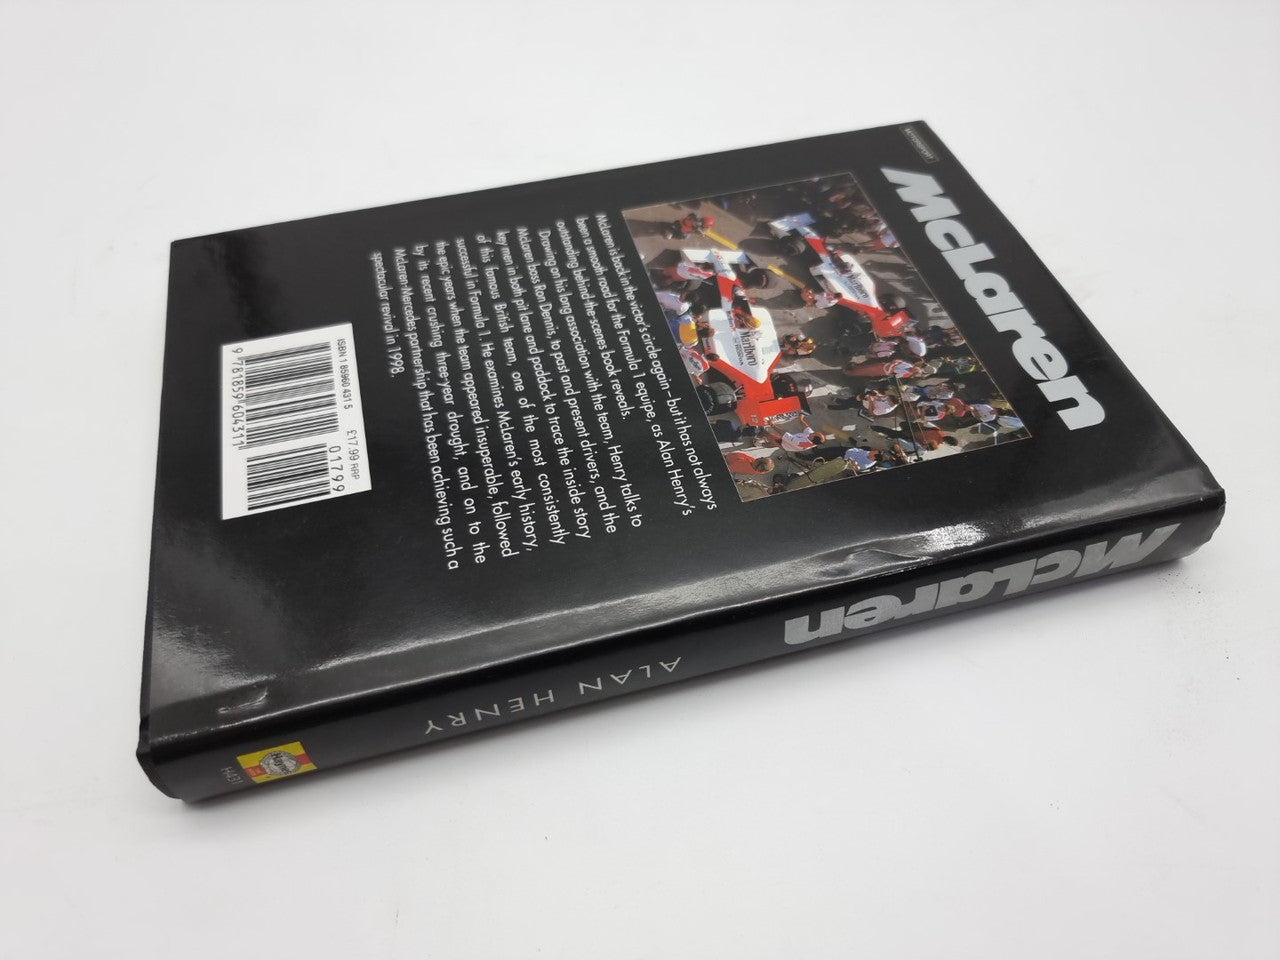 MOTORSPORT
McLaren
Marlboro
Marlboro
McLaren is back in the victor's circle again – but it has not always
been a smooth road for the Formula 1 equipe, as Alan Henry's
outstanding behind-the-scenes book reveals.
Drawing on his long association with the team, Henry talks to
McLaren boss Ron Dennis, to past and present drivers, and the
key men in both pit lane and paddock to trace the inside story
of this famous British team, one of the most consistently
successful in Formula 1. He examines McLaren's early history,
the epic years when the team appeared insuperable, followed
by its recent crushing three-year drought, and on to the
McLaren-Mercedes partnership that has been achieving such a
spectacular revival in 1998.
ISBN 1 85960 431 5
£17.99 RRP
9 781859 604311
01799
McLaren
ALAN HENRY
Haynes
H431